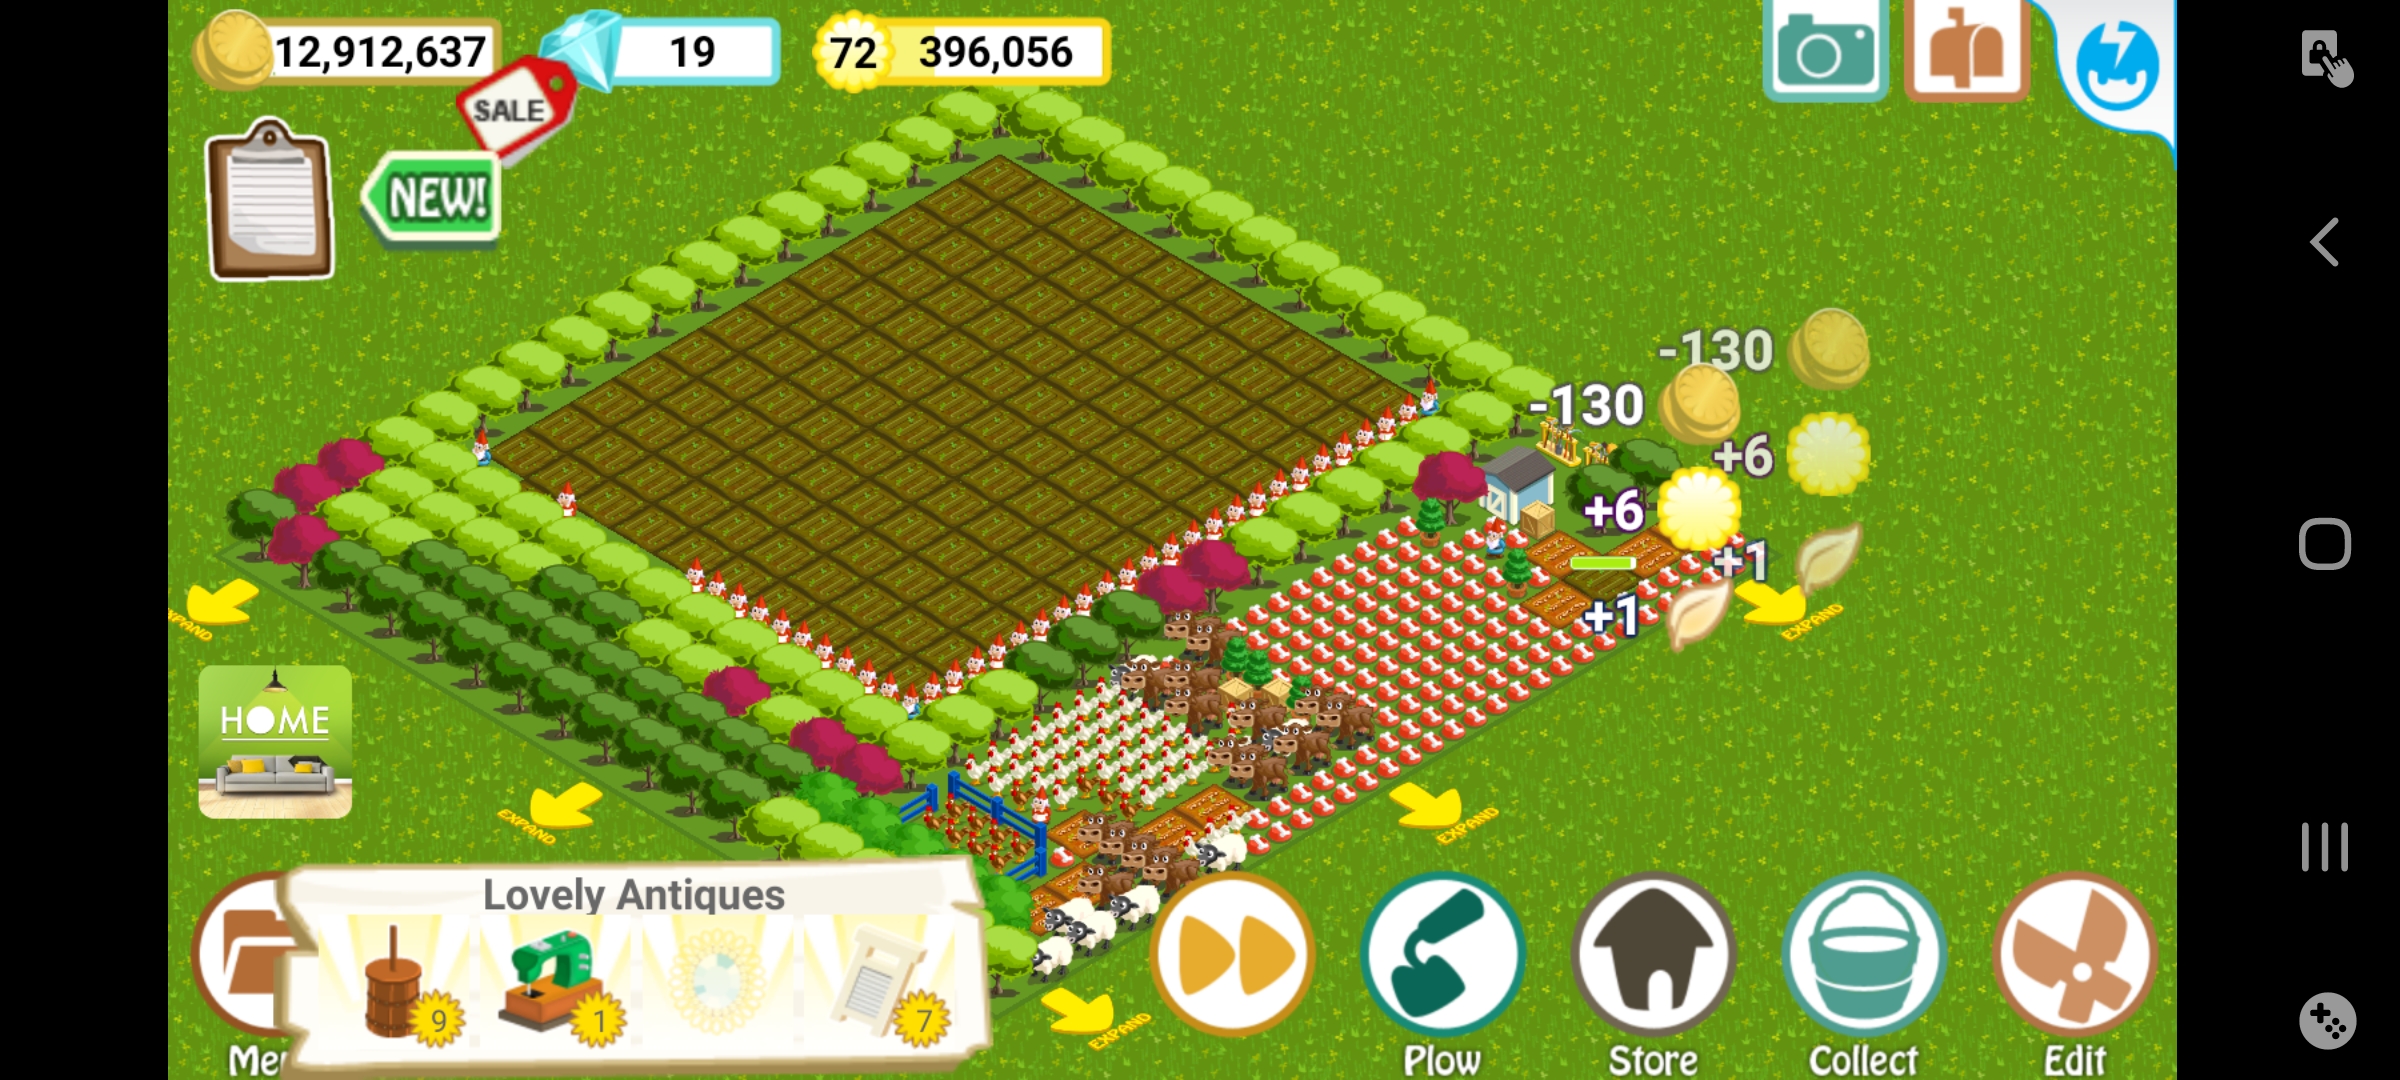 12,912,637
19
72 396,056
SALE
NEW!
-130
-130
+6
+6
+1
+1
EXPAND
EXPAND
HOME
EXPAND
EXPAND
Lovely Antiques
9
1
7
EXPAND
Plow
Store
Collect
Edit